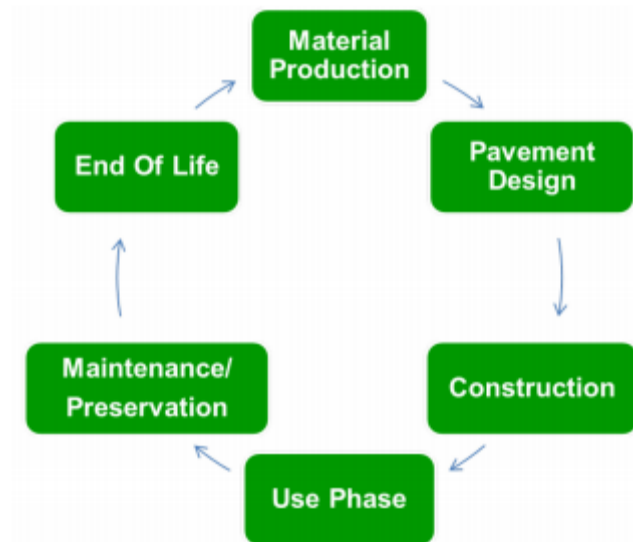 Material
Production
Pavement
Design
Construction
Use Phase
Maintenance/
Preservation
End Of Life